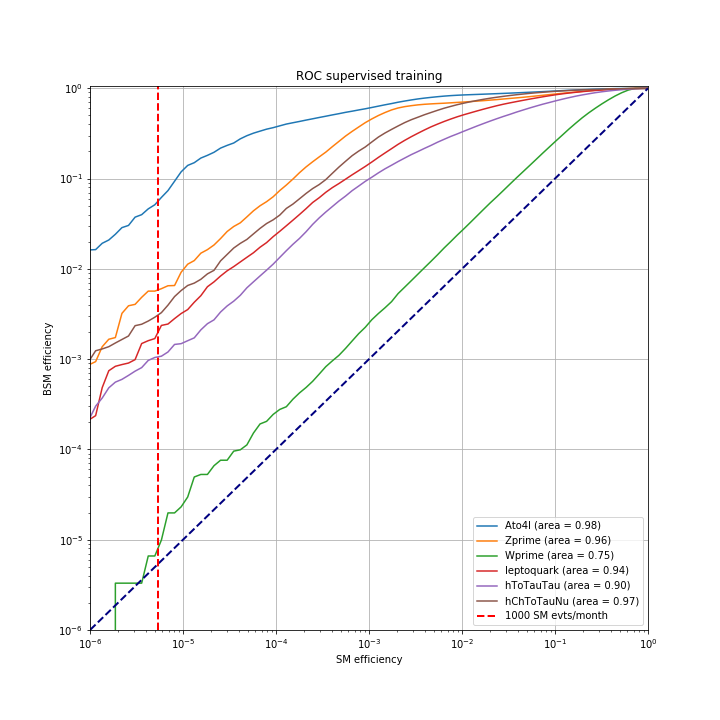 ROC supervised training
10⁰
10⁻¹
10⁻²
10⁻³
10⁻⁴
10⁻⁵
10⁻⁶
BSM efficiency
10⁻⁶ 10⁻⁵ 10⁻⁴ 10⁻³ 10⁻² 10⁻¹ 10⁰
SM efficiency
Ato4l (area = 0.98)
Zprime (area = 0.96)
Wprime (area = 0.75)
leptoquark (area = 0.94)
hToTauTau (area = 0.90)
hChToTauNu (area = 0.97)
1000 SM evts/month